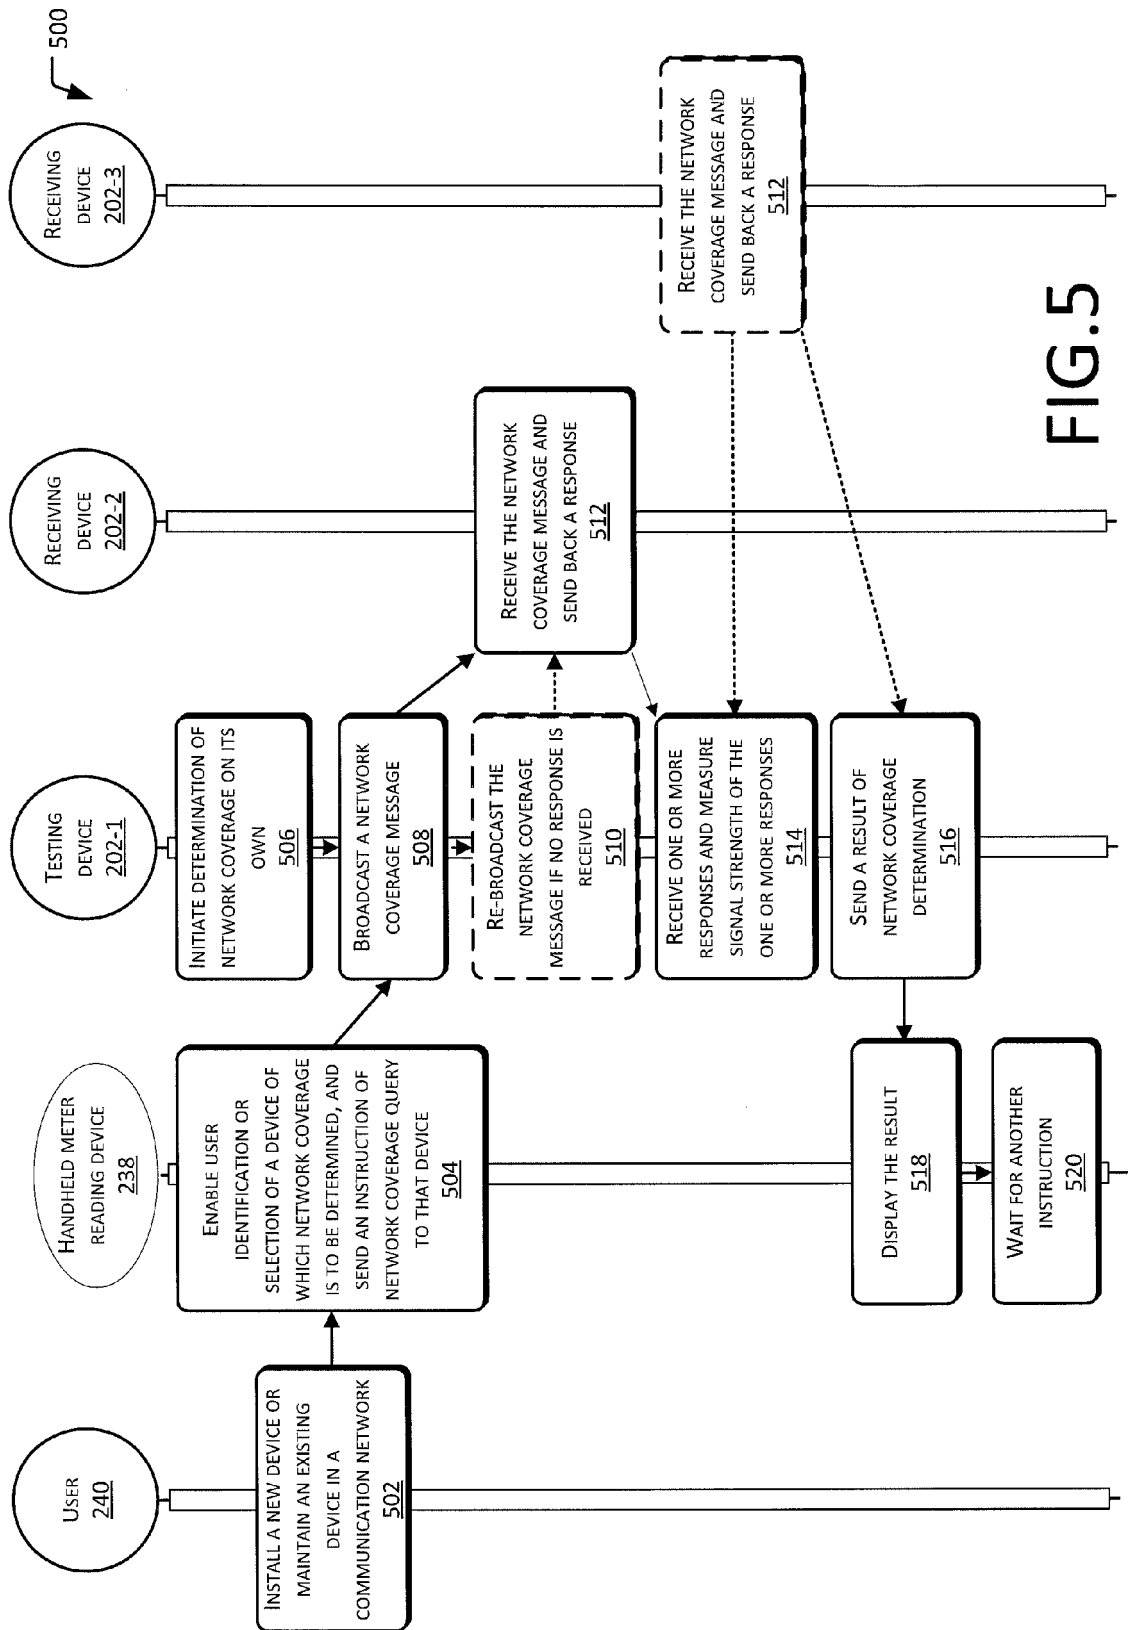 500
USER
240
HANDHELD METER
READING DEVICE
238
TESTING
DEVICE
202-1
RECEIVING
DEVICE
202-2
RECEIVING
DEVICE
202-3
INSTALL A NEW DEVICE OR
MAINTAIN AN EXISTING
DEVICE IN A
COMMUNICATION NETWORK
502
ENABLE USER
IDENTIFICATION OR
SELECTION OF A DEVICE OF
WHICH NETWORK COVERAGE
IS TO BE DETERMINED, AND
SEND AN INSTRUCTION OF
NETWORK COVERAGE QUERY
TO THAT DEVICE
504
INITIATE DETERMINATION OF
NETWORK COVERAGE ON ITS
OWN
506
BROADCAST A NETWORK
COVERAGE MESSAGE
508
RE-BROADCAST THE
NETWORK COVERAGE
MESSAGE IF NO RESPONSE IS
RECEIVED
510
RECEIVE THE NETWORK
COVERAGE MESSAGE AND
SEND BACK A RESPONSE
512
RECEIVE THE NETWORK
COVERAGE MESSAGE AND
SEND BACK A RESPONSE
512
RECEIVE ONE OR MORE
RESPONSES AND MEASURE
SIGNAL STRENGTH OF THE
ONE OR MORE RESPONSES
514
SEND A RESULT OF
NETWORK COVERAGE
DETERMINATION
516
DISPLAY THE RESULT
518
WAIT FOR ANOTHER
INSTRUCTION
520
FIG.5